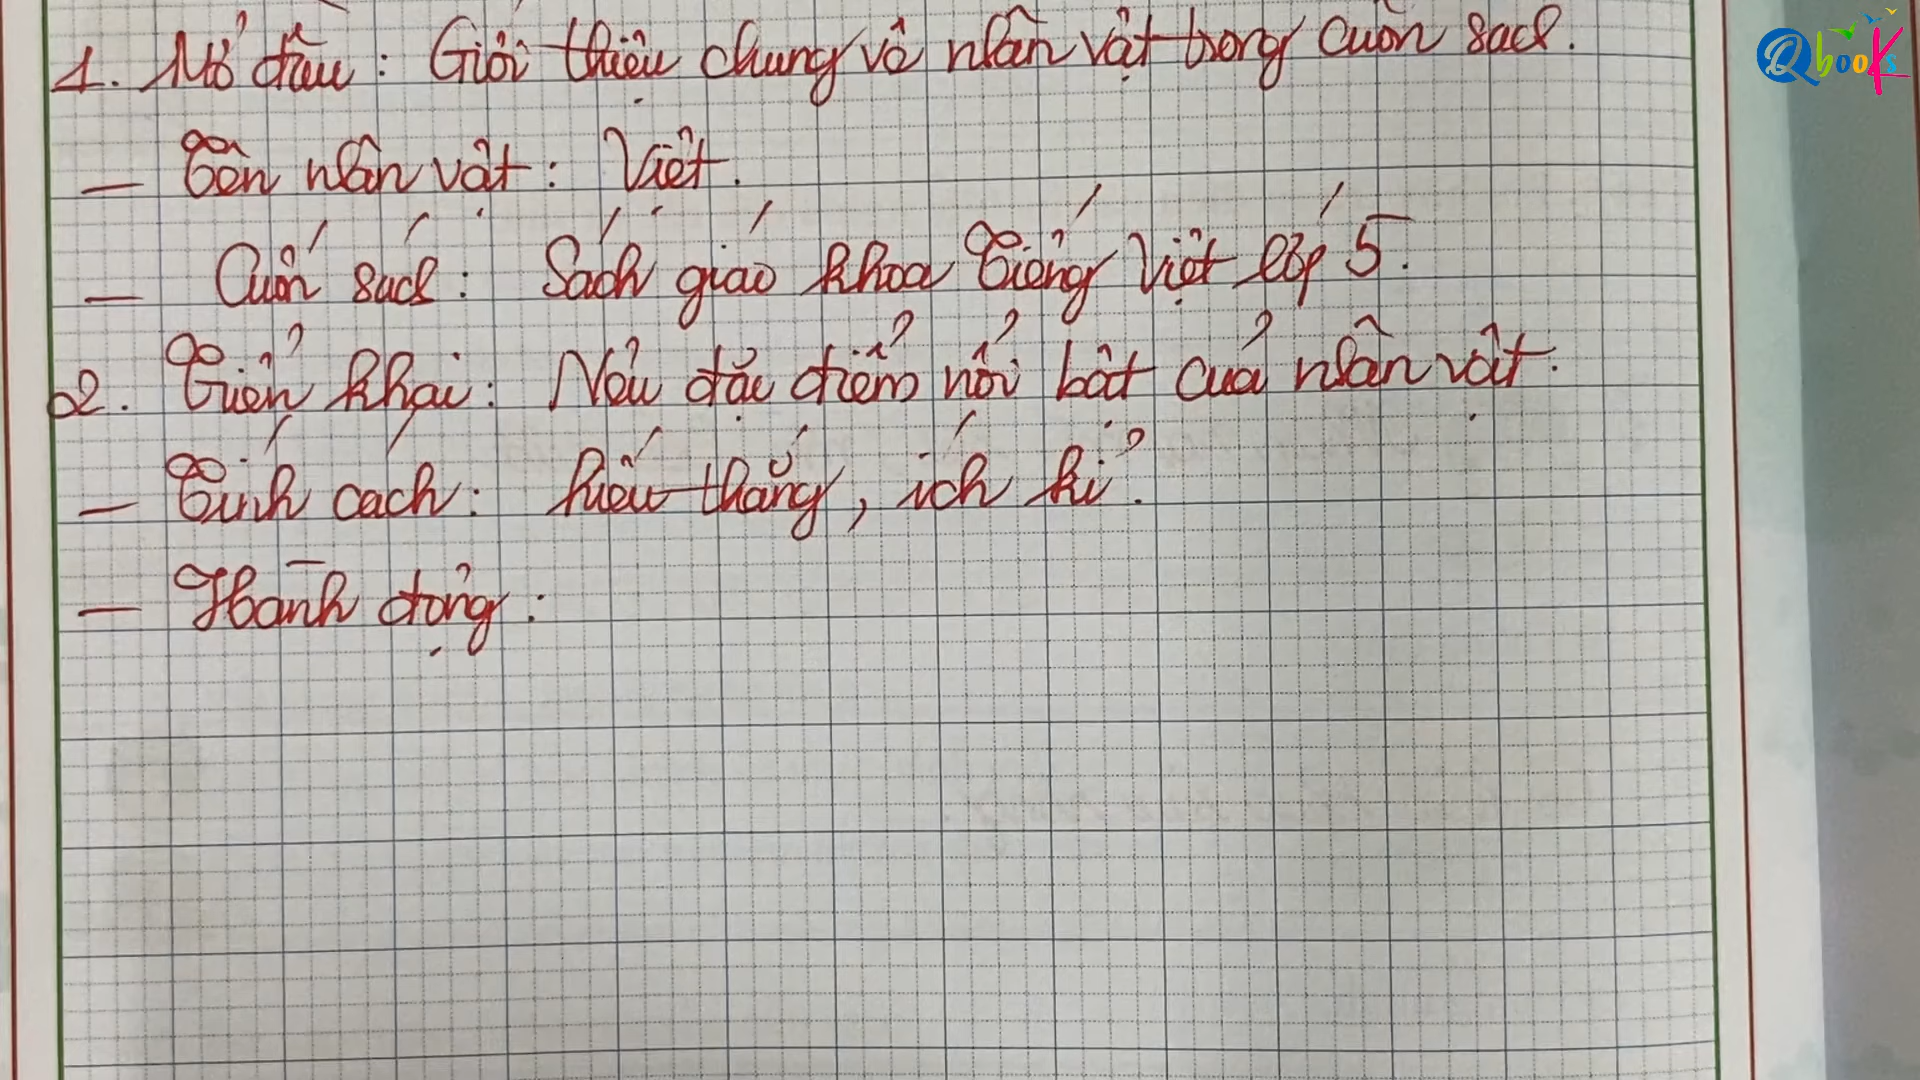 Qbooks
1. Mở đầu: Giới thiệu chung về nhân vật trong cuốn sách.
– Tên nhân vật: Việt.
– Cuốn sách: Sách giáo khoa Tiếng Việt lớp 5.
2. Triển khai: Nêu đặc điểm nổi bật của nhân vật.
– Tính cách: hiếu thắng, ích kỉ.
– Hành động: